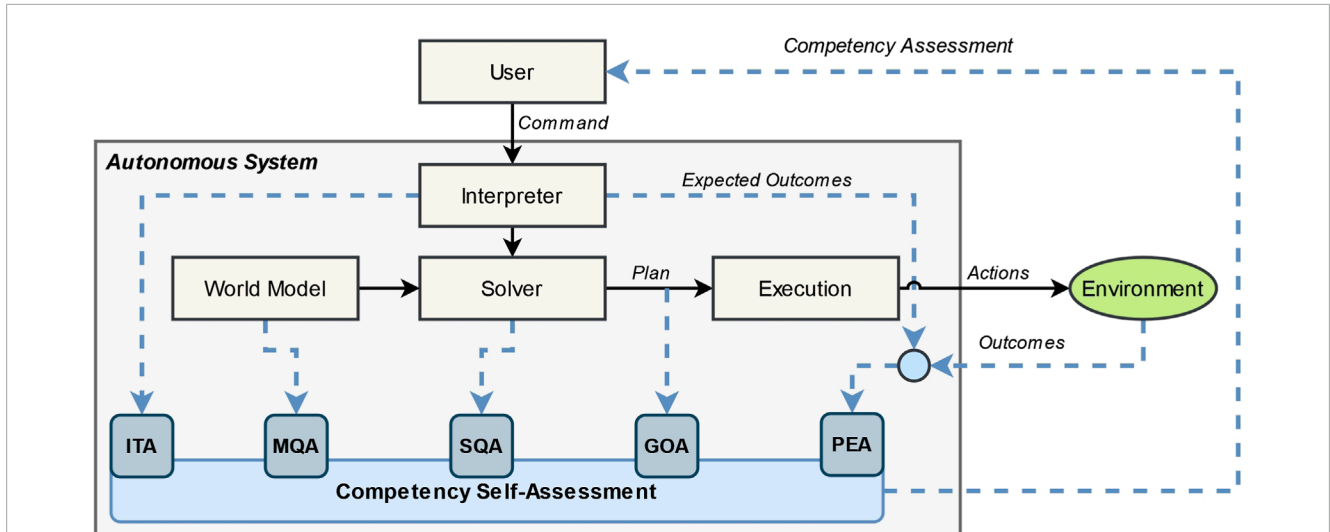 Competency Assessment
User
Command
Autonomous System
Interpreter
Expected Outcomes
World Model
Solver
Plan
Execution
Actions
Environment
Outcomes
ITA
MQA
SQA
GOA
PEA
Competency Self-Assessment